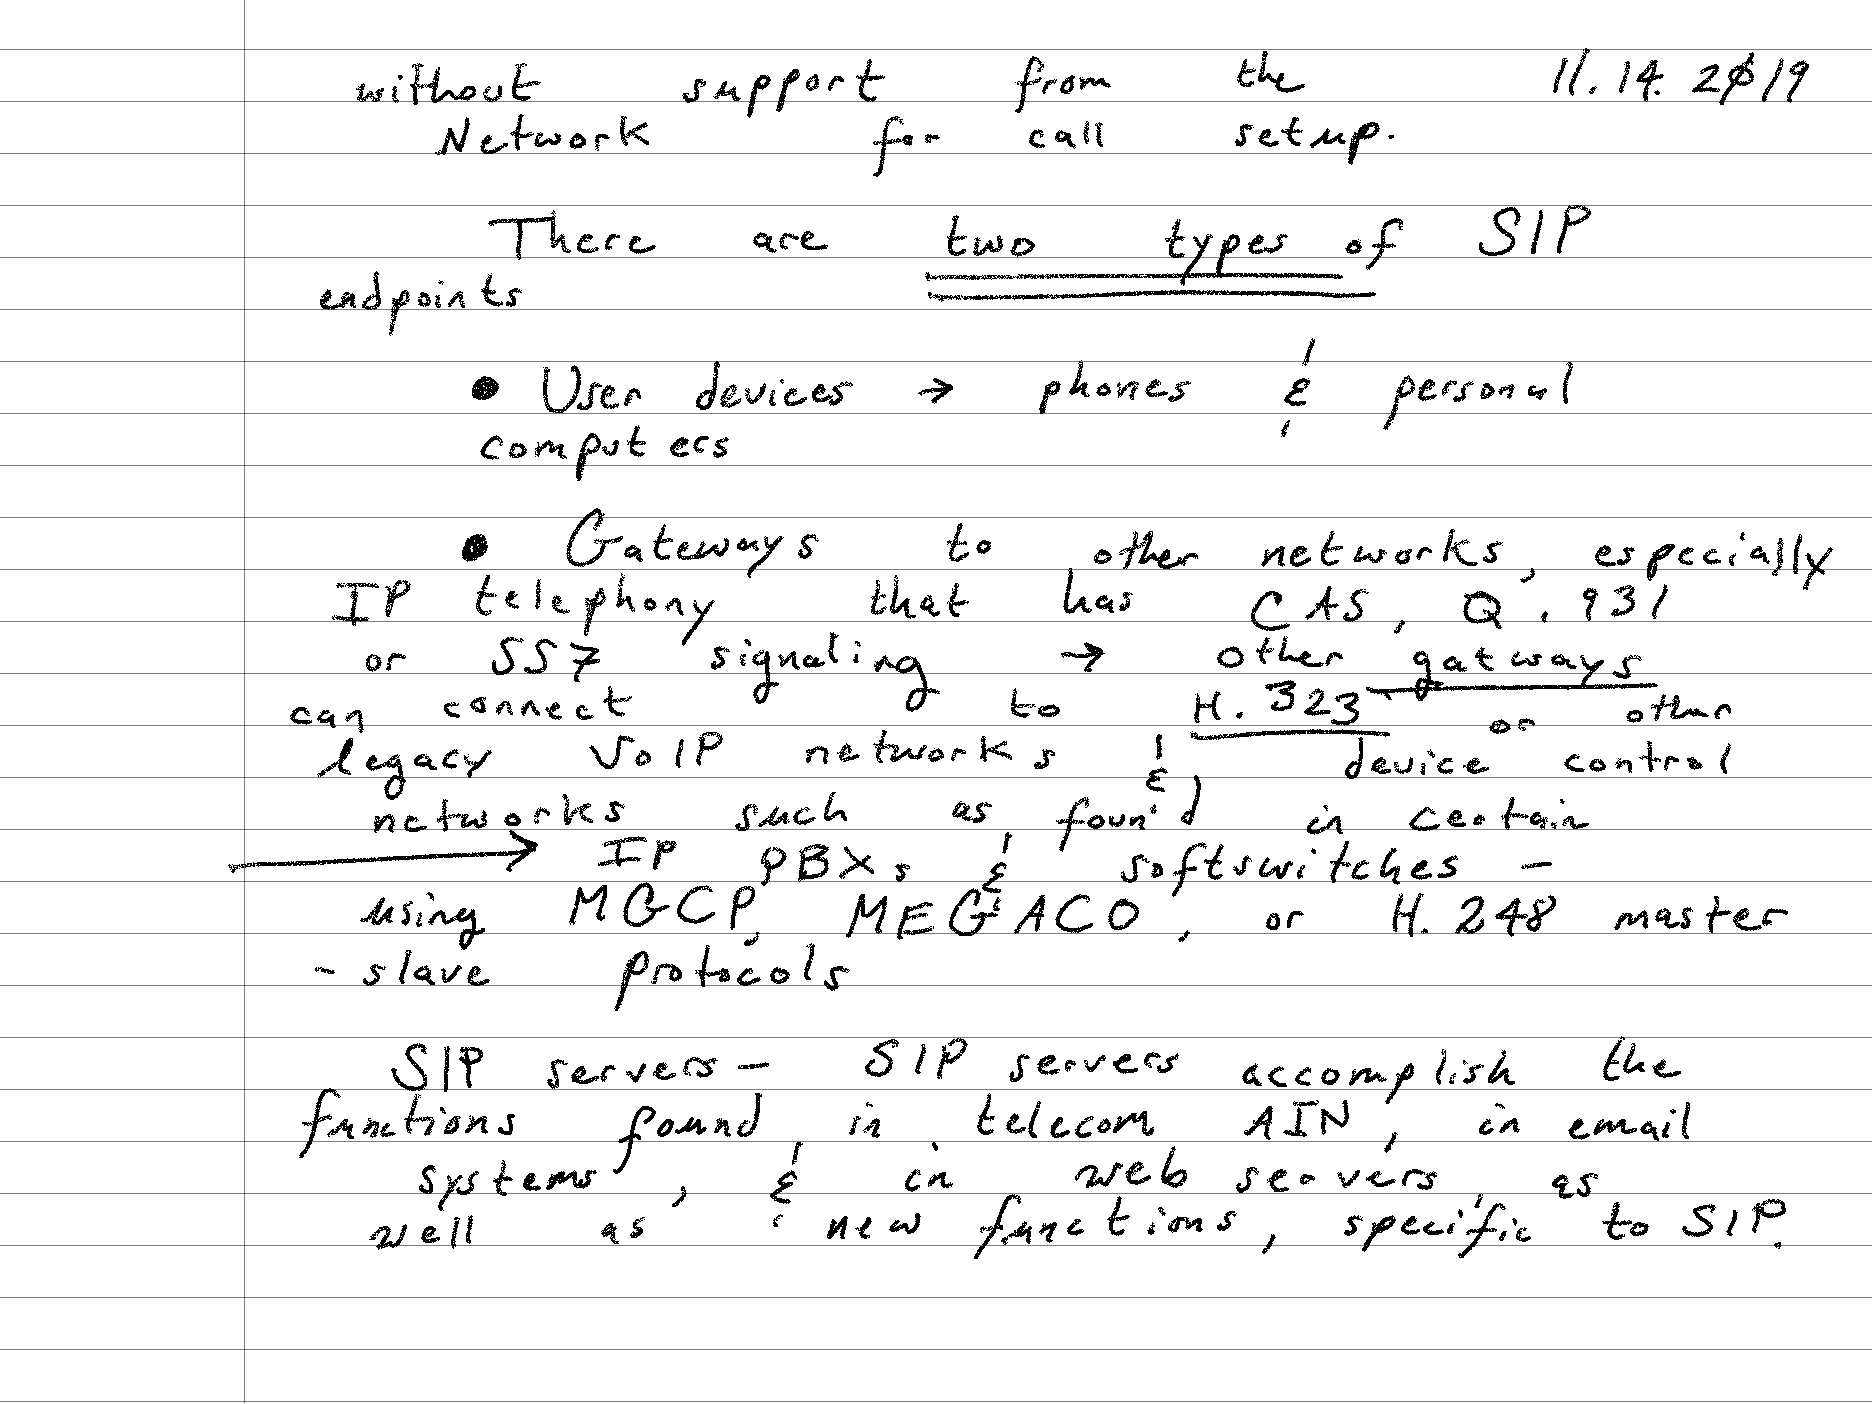 without support from the 11.14.2019
Network for call setup.
There are two types of SIP
endpoints
• User devices → phones & personal
computers
• Gateways to other networks, especially
IP telephony that has CAS, Q.931
or SS7 signaling → other gatways
can connect to H.323 or other
legacy VoIP networks & device control
networks such as found in certain
→ IP PBXs & softswitches -
using MGCP, MEGACO, or H.248 master
- slave protocols
SIP servers - SIP servers accomplish the
functions found in telecom AIN, in email
systems, & in web servers, as
well as new functions, specific to SIP.